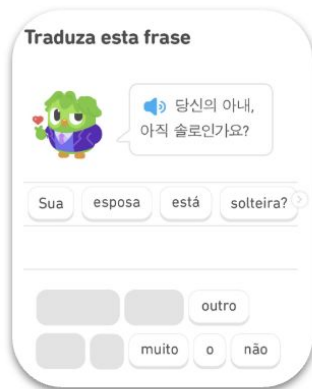 Traduza esta frase
당신의 아내,
아직 솔로인가요?
Sua esposa está solteira?
outro
muito o não